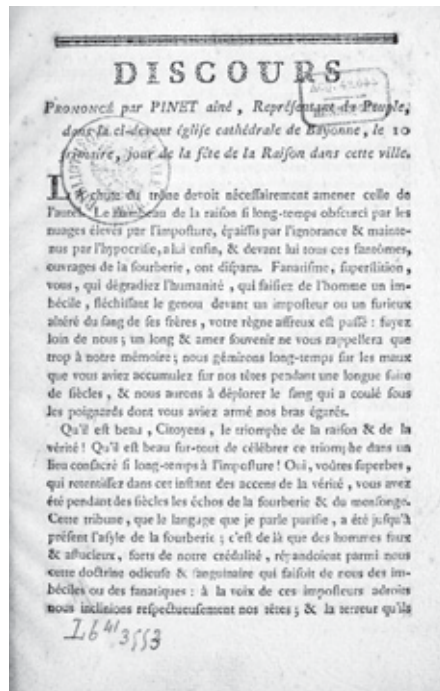 DISCOURS
PRONONCÉ par PINET aîné, Représentant du Peuple,
dans la ci-devant église cathédrale de Bayonne, le 10
frimaire, jour de la fête de la Raison dans cette ville.
La chute du trône devoit nécessairement amener celle de
l'autel. Le flambeau de la raison si long-temps obscurci par les
nuages élevés par l'imposture, épaissis par l'ignorance & mainte-
nus par l'hypocrisie, a lui enfin, & devant lui tous ces fantômes,
ouvrages de la fourberie, ont disparu. Fanatisme, superstition,
vous, qui dégradiez l'humanité, qui faisiez de l'homme un im-
bécile, fléchissant le genou devant un imposteur ou un furieux
altéré du sang de ses frères, votre règne affreux est passé : fuyez
loin de nous ; un long & amer souvenir ne vous rappellera que
trop à notre mémoire ; nous gémirons long-temps sur les maux
que vous aviez accumulés sur nos têtes pendant une longue suite
de siècles, & nous aurons à déplorer le sang qui a coulé sous
les poignards dont vous aviez armé nos bras égarés.
Qu'il est beau, Citoyens, le triomphe de la raison & de la
vérité ! Qu'il est beau sur-tout de célébrer ce triomphe dans un
lieu consacré si long-temps à l'imposture ! Oui, voûtes superbes,
qui retentissez dans cet instant des accens de la vérité, vous avez
été pendant des siècles les échos de la fourberie & du mensonge.
Cette tribune, que le langage que je parle purifie, a été jusqu'à
présent l'asyle de la fourberie ; c'est de là que des hommes faux
& astucieux, forts de notre crédulité, répandoient parmi nous
cette doctrine odieuse & sanguinaire qui faisoit de nous des im-
béciles ou des fanatiques : à la voix de ces imposteurs adroits
nous inclinions respectueusement nos têtes ; & la terreur qu'ils
Lb41 3553